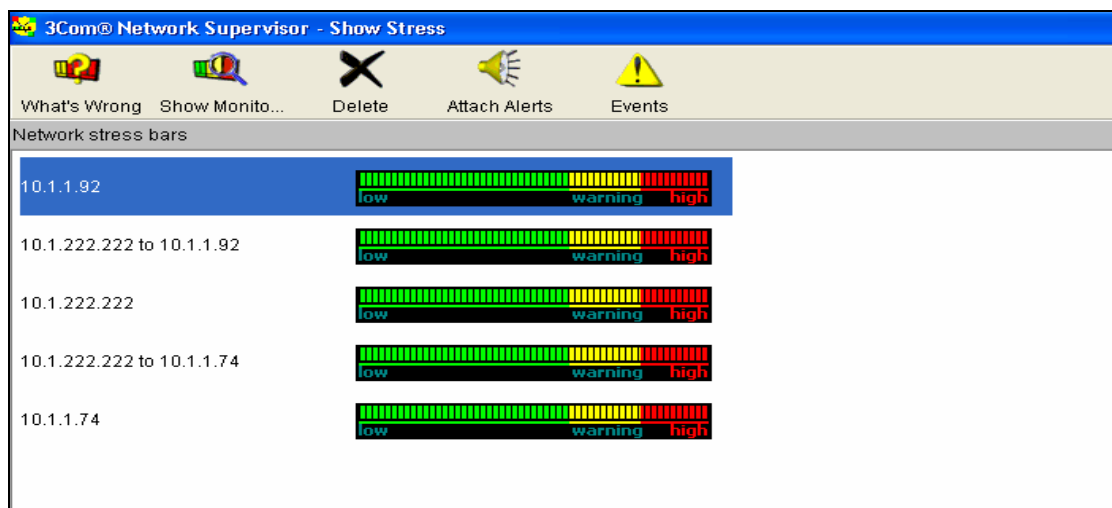 3Com® Network Supervisor - Show Stress
What's Wrong Show Monito... Delete Attach Alerts Events
Network stress bars
10.1.1.92
low warning high
10.1.222.222 to 10.1.1.92
low warning high
10.1.222.222
low warning high
10.1.222.222 to 10.1.1.74
low warning high
10.1.1.74
low warning high